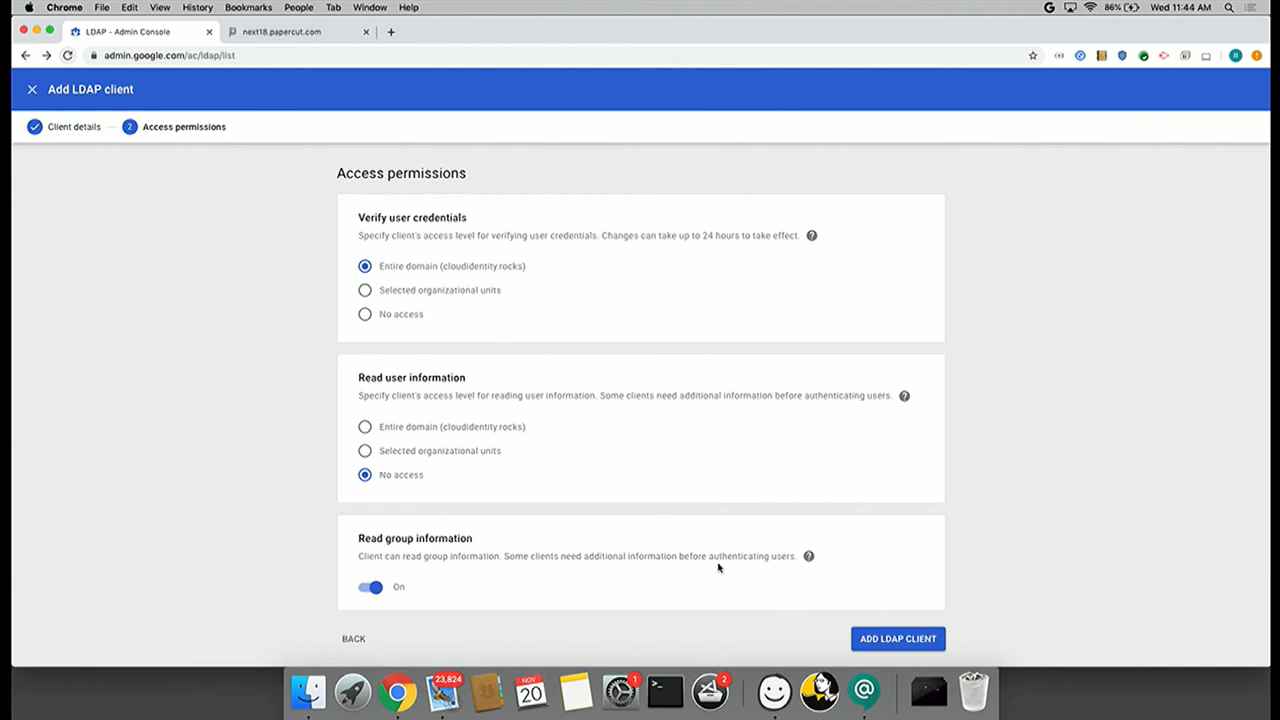 Chrome File Edit View History Bookmarks People Tab Window Help 86% Wed 11:44 AM
LDAP - Admin Console next18.papercut.com
admin.google.com/ac/ldap/list
Add LDAP client
Client details 2 Access permissions
Access permissions
Verify user credentials
Specify client's access level for verifying user credentials. Changes can take up to 24 hours to take effect.
Entire domain (cloudidentity.rocks)
Selected organizational units
No access
Read user information
Specify client's access level for reading user information. Some clients need additional information before authenticating users.
Entire domain (cloudidentity.rocks)
Selected organizational units
No access
Read group information
Client can read group information. Some clients need additional information before authenticating users.
On
BACK ADD LDAP CLIENT
23,824 NOV 20 1 2